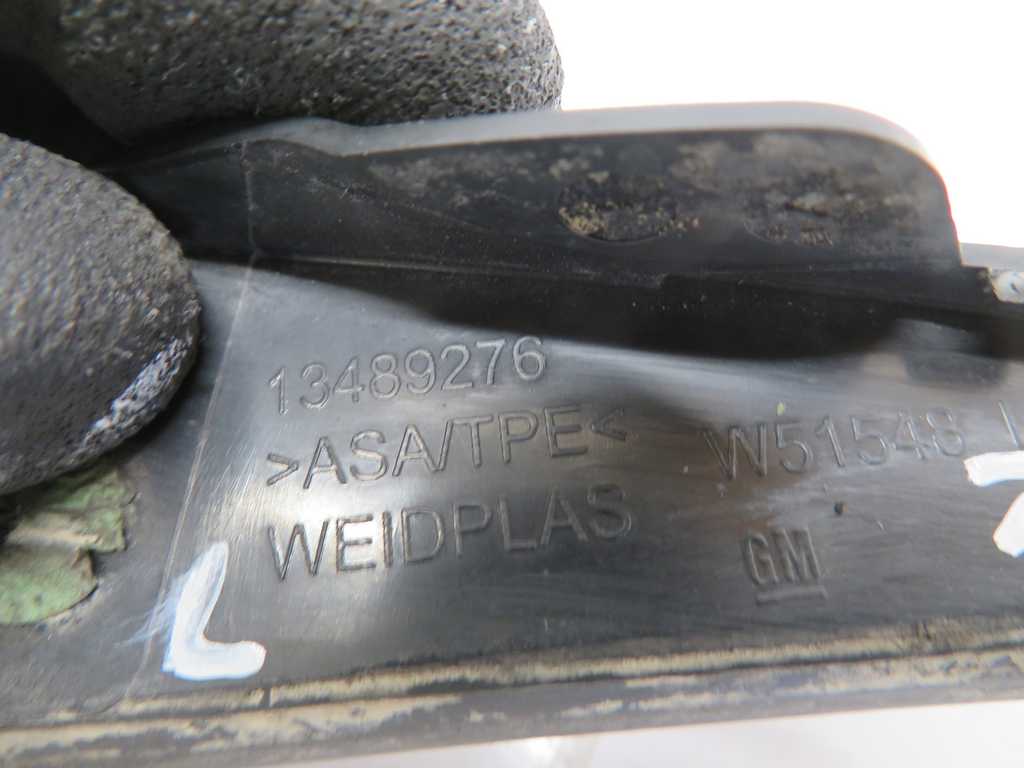 13489276
>ASA/TPE<
WEIDPLAS
W51548
GM
L